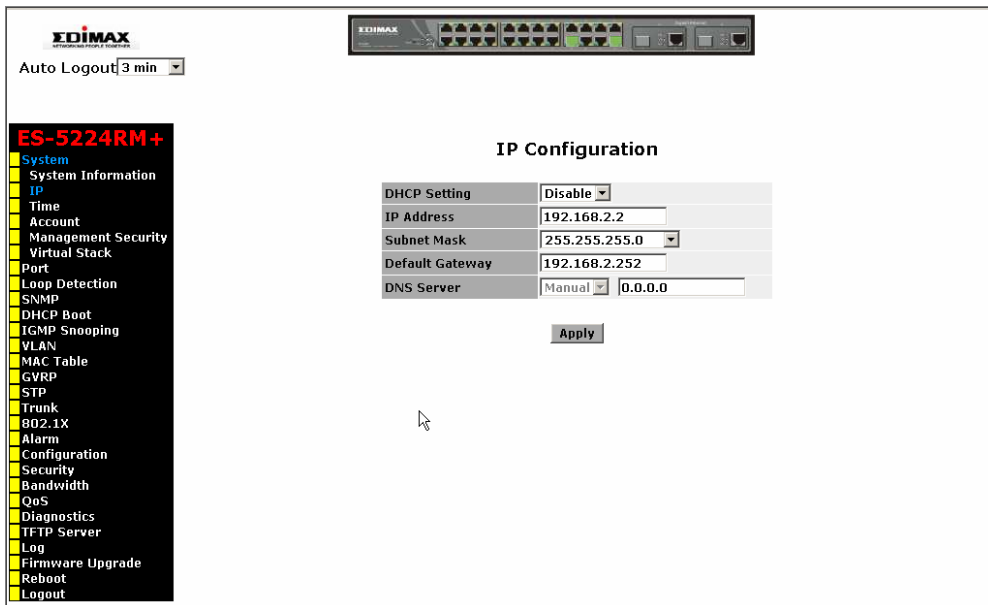 EDIMAX
NETWORKING PEOPLE TOGETHER
EDIMAX
Auto Logout 3 min
ES-5224RM+
System
System Information
IP
Time
Account
Management Security
Virtual Stack
Port
Loop Detection
SNMP
DHCP Boot
IGMP Snooping
VLAN
MAC Table
GVRP
STP
Trunk
802.1X
Alarm
Configuration
Security
Bandwidth
QoS
Diagnostics
TFTP Server
Log
Firmware Upgrade
Reboot
Logout
IP Configuration
DHCP Setting Disable
IP Address 192.168.2.2
Subnet Mask 255.255.255.0
Default Gateway 192.168.2.252
DNS Server Manual 0.0.0.0
Apply